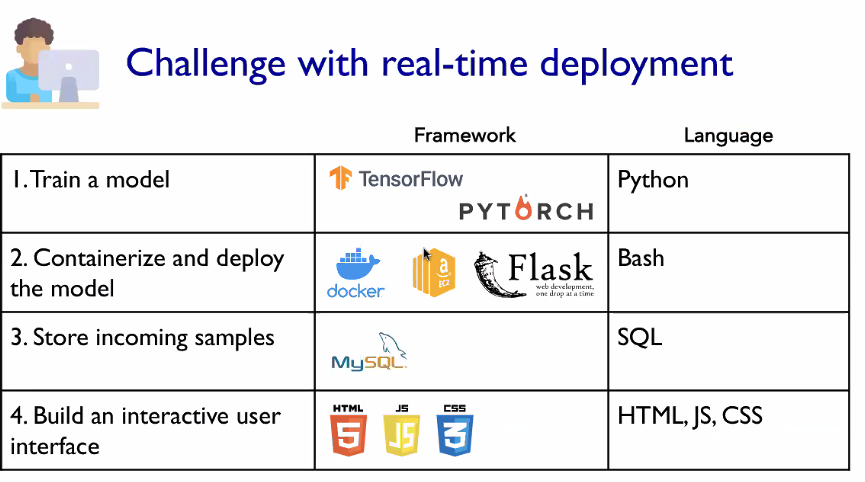 Challenge with real-time deployment
Framework
Language
1. Train a model
TensorFlow
PYTORCH
Python
2. Containerize and deploy
the model
docker
a
EC2
Flask
web development,
one drop at a time
Bash
3. Store incoming samples
MySQL
SQL
4. Build an interactive user
interface
HTML
5
JS
JS
CSS
3
HTML, JS, CSS